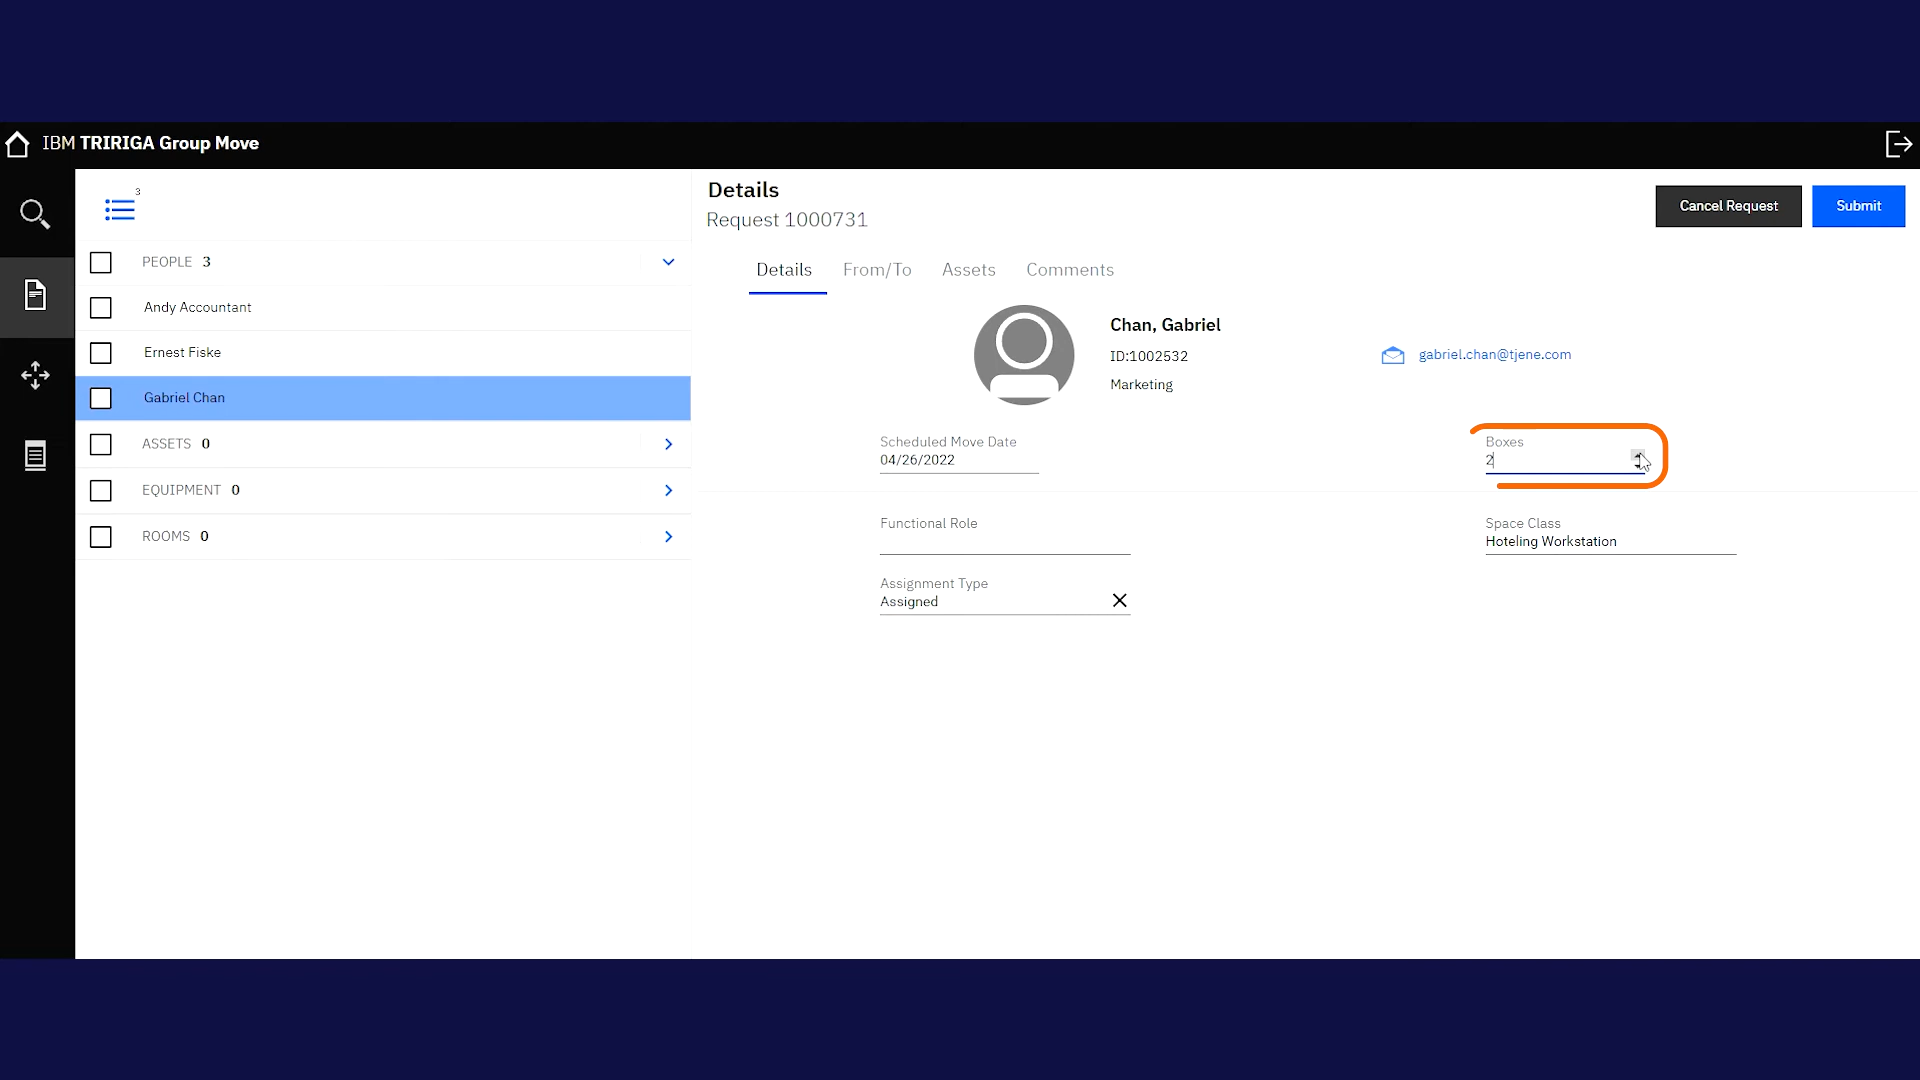 IBM TRIRIGA Group Move
3
PEOPLE 3
Andy Accountant
Ernest Fiske
Gabriel Chan
ASSETS 0
EQUIPMENT 0
ROOMS 0
Details
Request 1000731
Cancel Request
Submit
Details From/To Assets Comments
Chan, Gabriel
ID:1002532
Marketing
gabriel.chan@tjene.com
Scheduled Move Date
04/26/2022
Boxes
2
Functional Role
Space Class
Hoteling Workstation
Assignment Type
Assigned